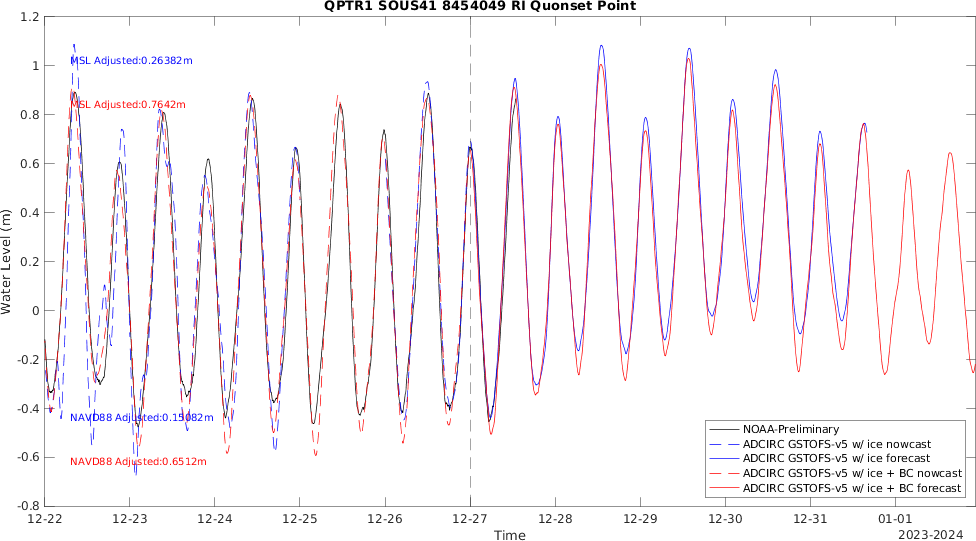 QPTR1 SOUS41 8454049 RI Quonset Point
1.2
1
0.8
0.6
0.4
0.2
0
-0.2
-0.4
-0.6
-0.8
Water Level (m)
MSL Adjusted:0.26382m
MSL Adjusted:0.7642m
NAVD88 Adjusted:0.15082m
NAVD88 Adjusted:0.6512m
NOAA-Preliminary
ADCIRC GSTOFS-v5 w/ ice nowcast
ADCIRC GSTOFS-v5 w/ ice forecast
ADCIRC GSTOFS-v5 w/ ice + BC nowcast
ADCIRC GSTOFS-v5 w/ ice + BC forecast
12-22 12-23 12-24 12-25 12-26 12-27 12-28 12-29 12-30 12-31 01-01
Time
2023-2024